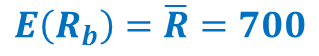 E(R_b) = R̅ = 700